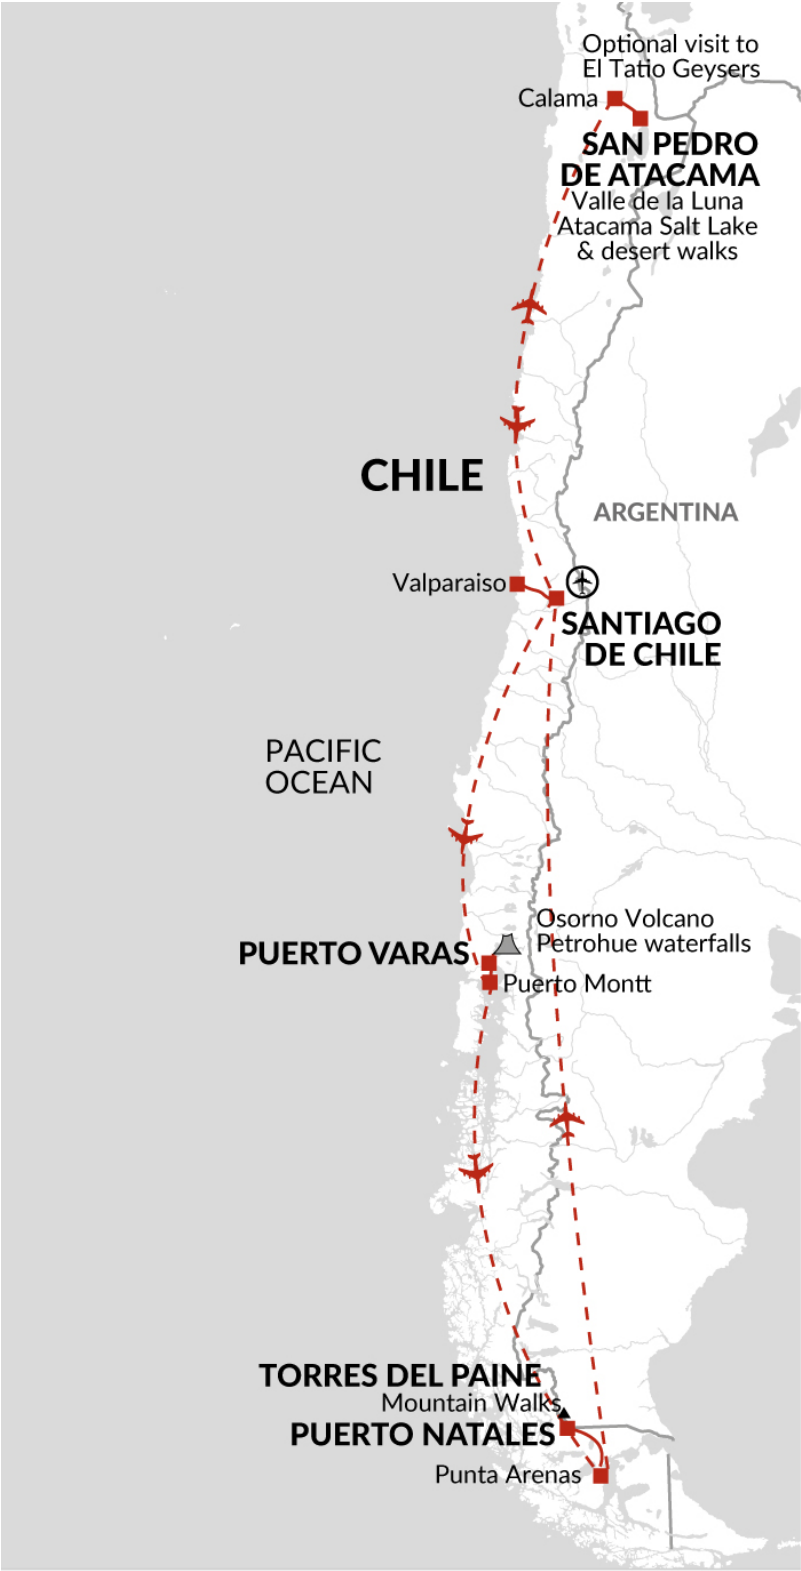 Optional visit to
El Tatio Geysers
Calama
SAN PEDRO
DE ATACAMA
Valle de la Luna
Atacama Salt Lake
& desert walks
CHILE
ARGENTINA
Valparaiso
SANTIAGO
DE CHILE
PACIFIC
OCEAN
Osorno Volcano
Petrohue waterfalls
PUERTO VARAS
Puerto Montt
TORRES DEL PAINE
Mountain Walks
PUERTO NATALES
Punta Arenas